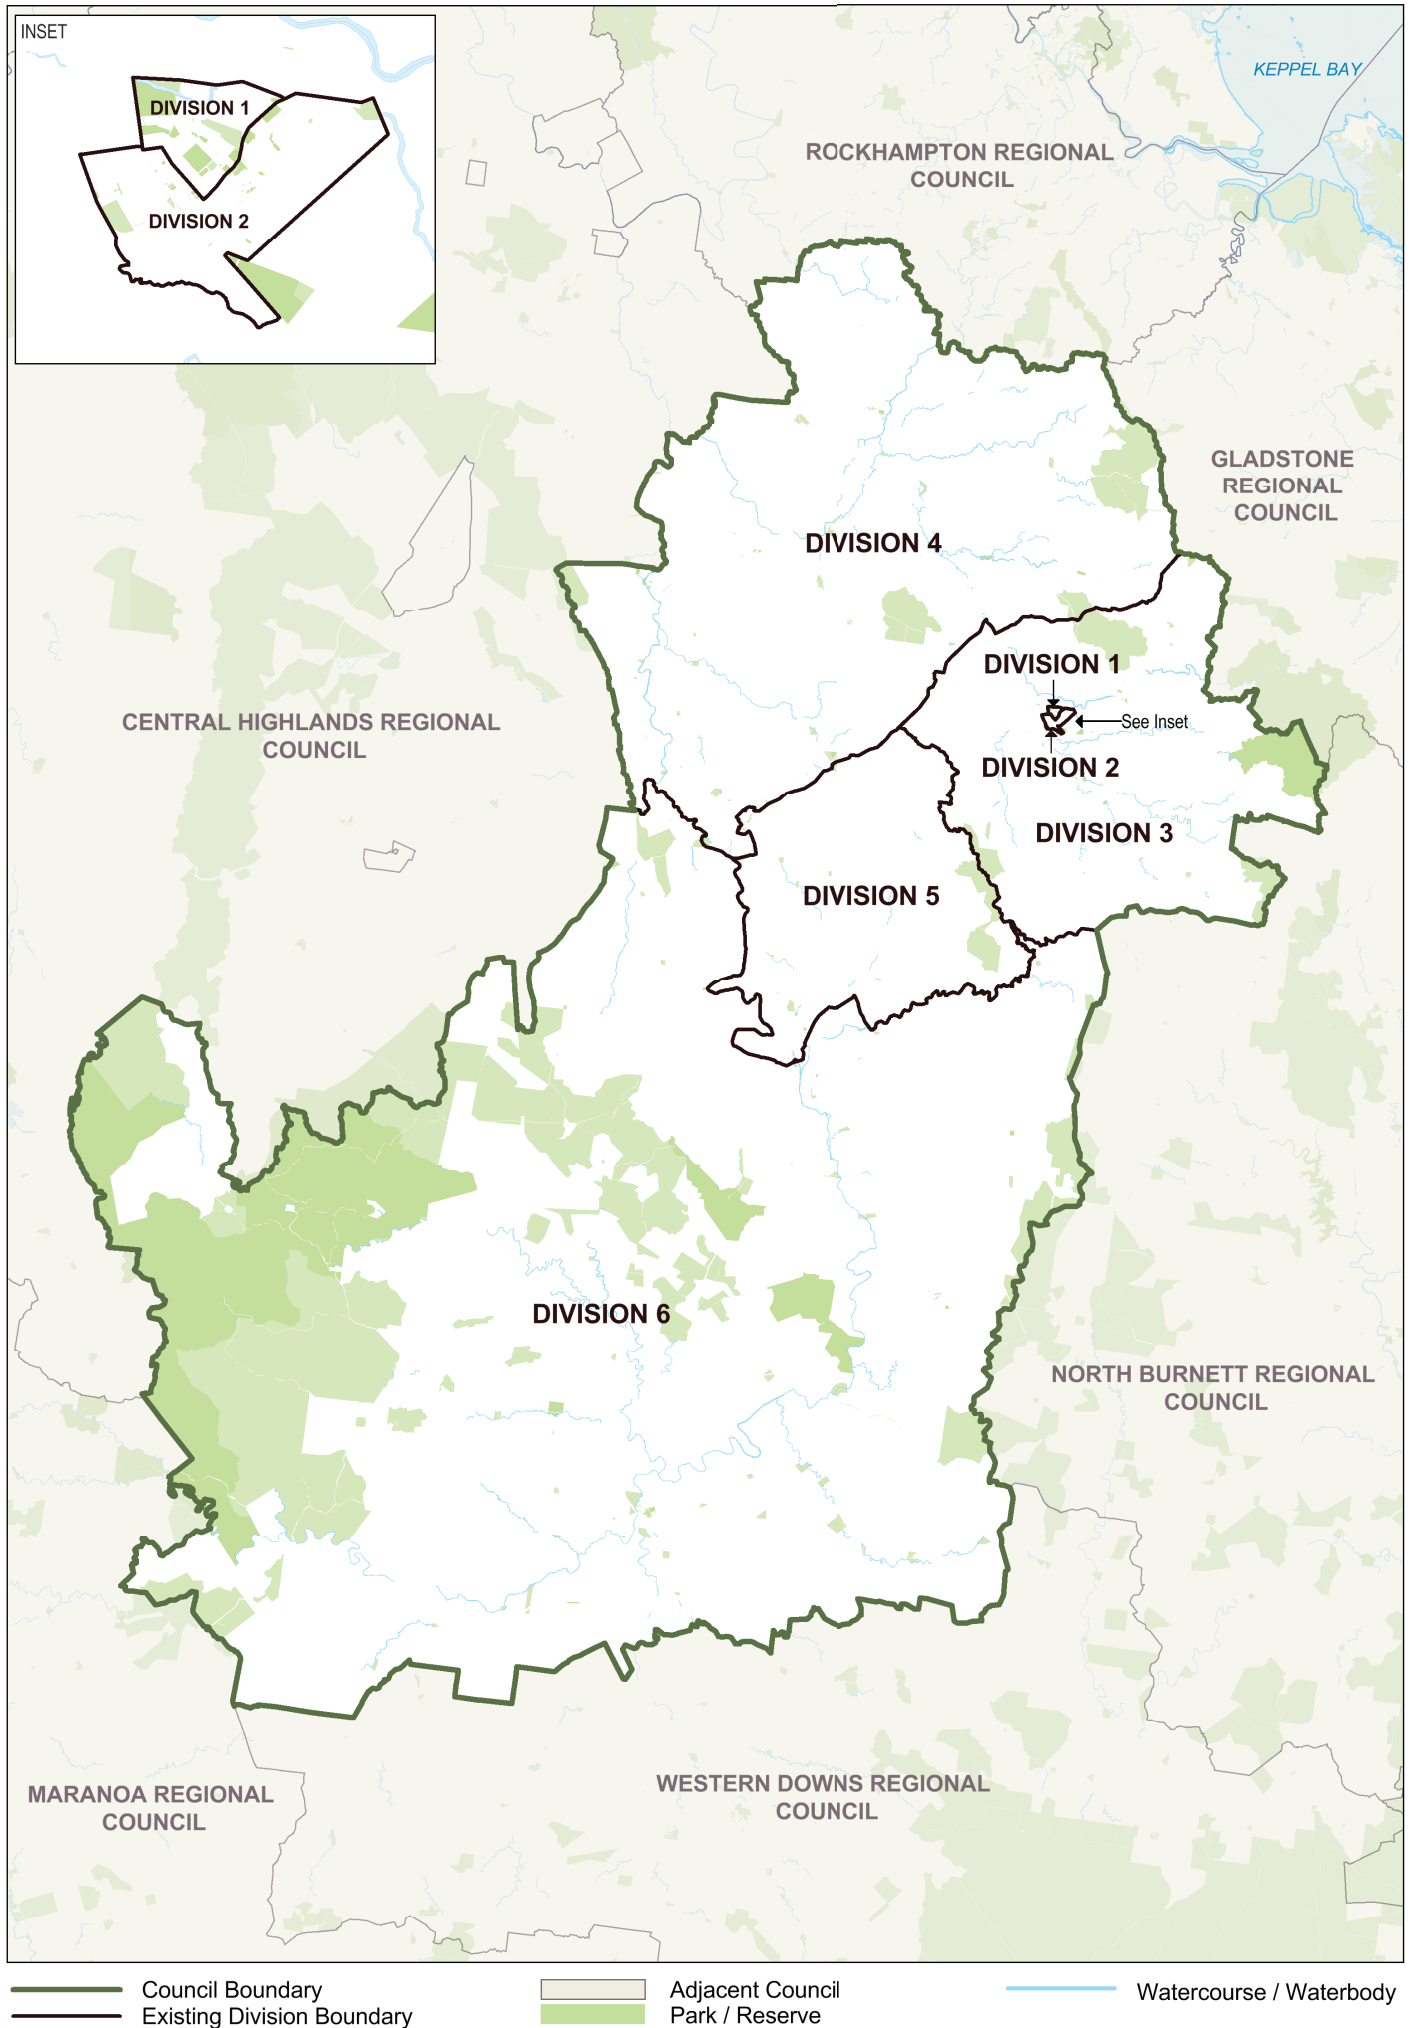 INSET
DIVISION 1
DIVISION 2
KEPPEL BAY
ROCKHAMPTON REGIONAL
COUNCIL
GLADSTONE
REGIONAL
COUNCIL
DIVISION 4
DIVISION 1
See Inset
CENTRAL HIGHLANDS REGIONAL
COUNCIL
DIVISION 2
DIVISION 3
DIVISION 5
DIVISION 6
NORTH BURNETT REGIONAL
COUNCIL
MARANOA REGIONAL
COUNCIL
WESTERN DOWNS REGIONAL
COUNCIL
Council Boundary
Existing Division Boundary
Adjacent Council
Park / Reserve
Watercourse / Waterbody